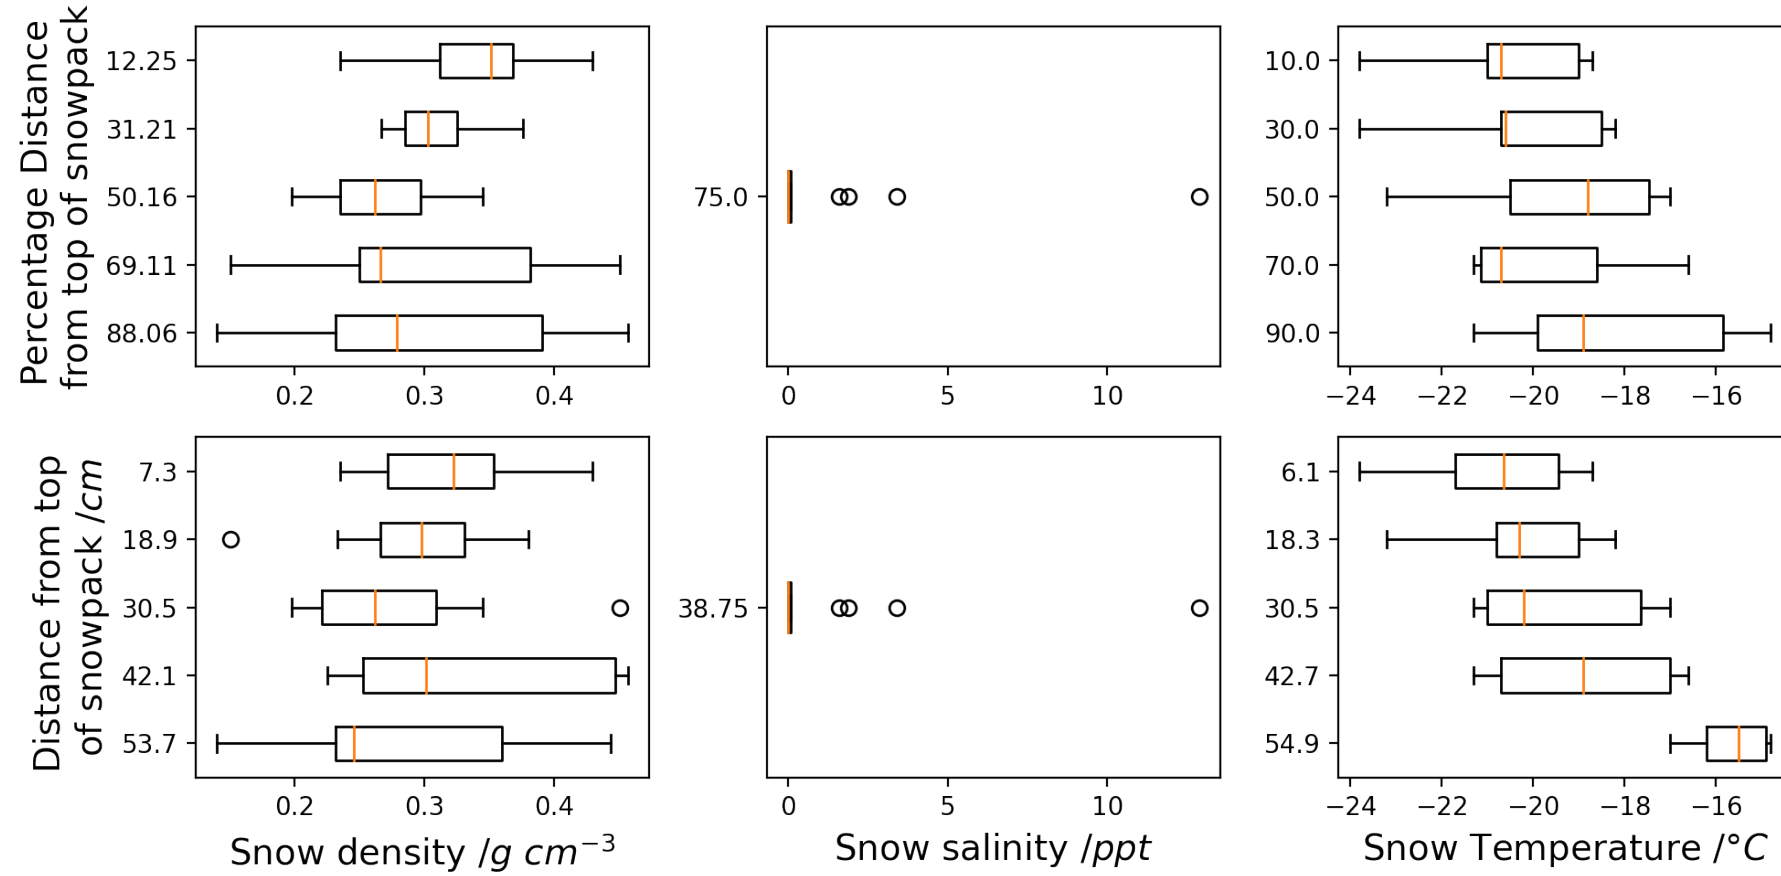 Percentage Distance
from top of snowpack
12.25
31.21
50.16
69.11
88.06
0.2 0.3 0.4
75.0
0 5 10
10.0
30.0
50.0
70.0
90.0
−24 −22 −20 −18 −16
Distance from top
of snowpack /cm
7.3
18.9
30.5
42.1
53.7
0.2 0.3 0.4
Snow density /g cm⁻³
38.75
0 5 10
Snow salinity /ppt
6.1
18.3
30.5
42.7
54.9
−24 −22 −20 −18 −16
Snow Temperature /°C